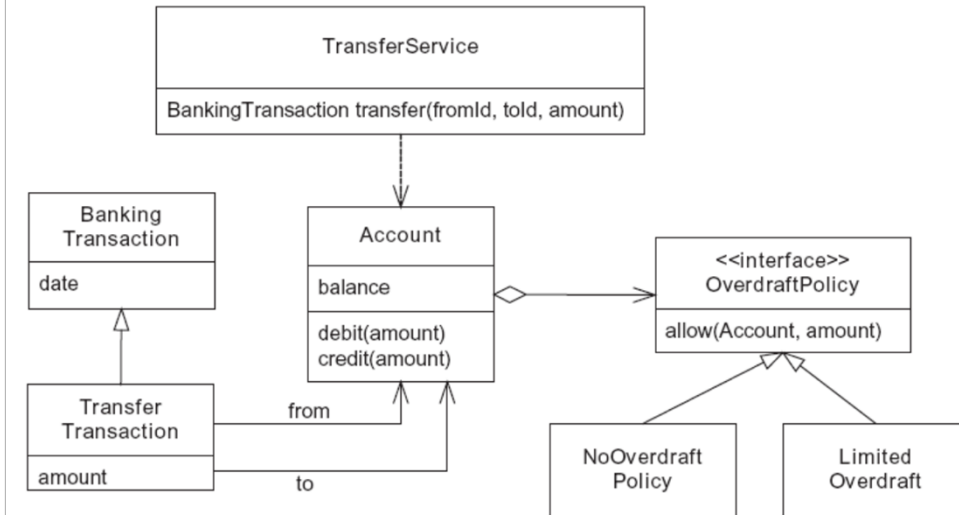 TransferService
BankingTransaction transfer(fromId, toId, amount)
Banking
Transaction
date
Account
balance
debit(amount)
credit(amount)
<<interface>>
OverdraftPolicy
allow(Account, amount)
Transfer
Transaction
amount
from
to
NoOverdraft
Policy
Limited
Overdraft